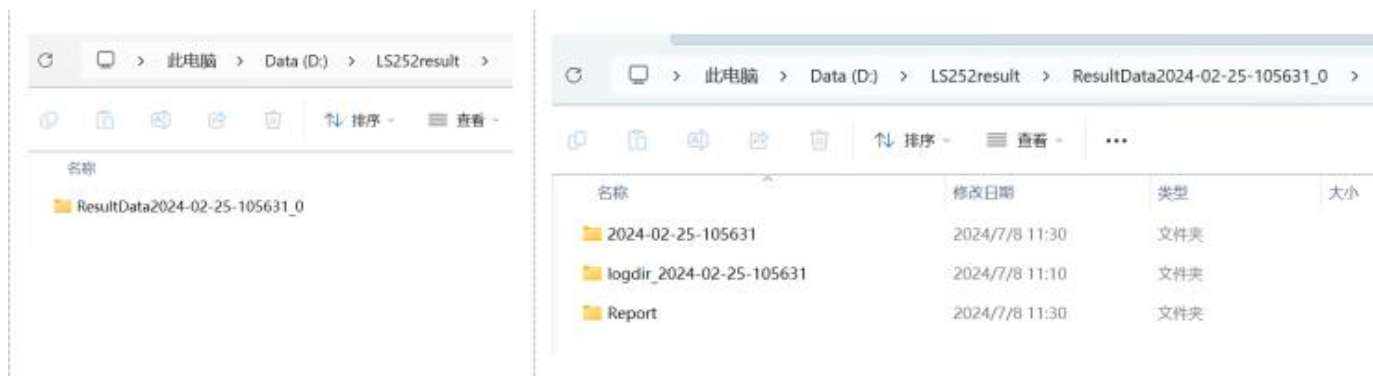 此电脑 > Data (D:) > LS252result >
排序 查看
名称
ResultData2024-02-25-105631_0
此电脑 > Data (D:) > LS252result > ResultData2024-02-25-105631_0 >
排序 查看 •••
名称 修改日期 类型 大小
2024-02-25-105631 2024/7/8 11:30 文件夹
logdir_2024-02-25-105631 2024/7/8 11:10 文件夹
Report 2024/7/8 11:30 文件夹